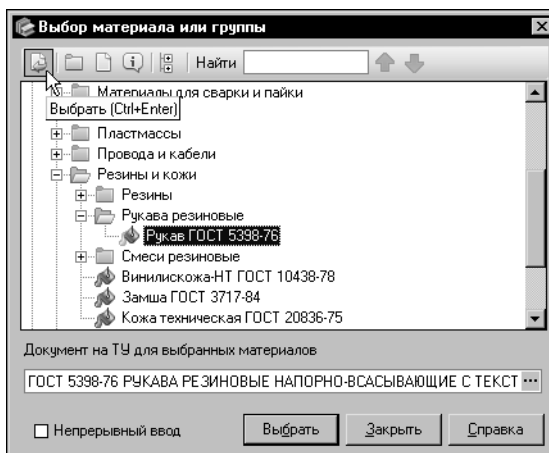 Выбор материала или группы
Найти
Материалы для сварки и пайки
Выбрать (Ctrl+Enter)
Пластмассы
Провода и кабели
Резины и кожи
Резины
Рукава резиновые
Рукав ГОСТ 5398-76
Смеси резиновые
Винилискожа-НТ ГОСТ 10438-78
Замша ГОСТ 3717-84
Кожа техническая ГОСТ 20836-75
Документ на ТУ для выбранных материалов
ГОСТ 5398-76 РУКАВА РЕЗИНОВЫЕ НАПОРНО-ВСАСЫВАЮЩИЕ С ТЕКСТ ...
Непрерывный ввод
Выбрать
Закрыть
Справка